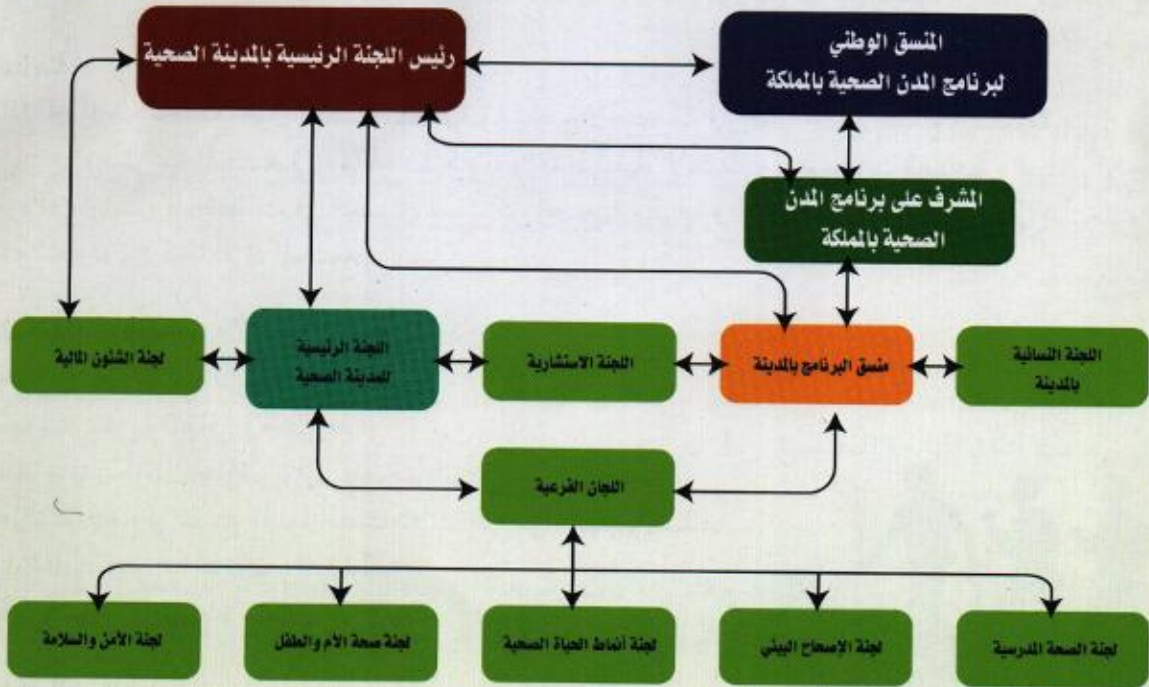 المنسق الوطني
لبرنامج المدن الصحية بالمملكة
رئيس اللجنة الرئيسية بالمدينة الصحية
المشرف على برنامج المدن
الصحية بالمملكة
اللجنة النسائية
بالمدينة
منسق البرنامج بالمدينة
اللجنة الاستشارية
اللجنة الرئيسية
للمدينة الصحية
لجنة الشئون المالية
اللجان الفرعية
لجنة الصحة المدرسية
لجنة الإصحاح البيئي
لجنة أنماط الحياة الصحية
لجنة صحة الأم والطفل
لجنة الأمن والسلامة